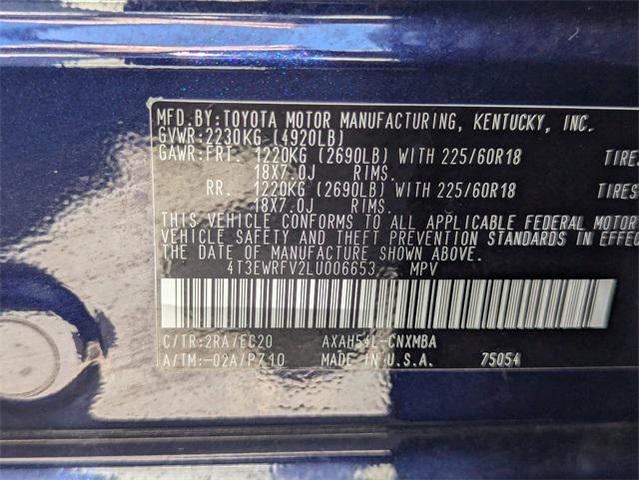 MFD.BY:TOYOTA MOTOR MANUFACTURING, KENTUCKY, INC.
GVWR:2230KG (4920LB)
GAWR:FRT. 1220KG (2690LB) WITH 225/60R18 TIRE
18X7.0J RIMS.
RR. 1220KG (2690LB) WITH 225/60R18 TIRES
18X7.0J RIMS.
THIS VEHICLE CONFORMS TO ALL APPLICABLE FEDERAL MOTOR
VEHICLE SAFETY AND THEFT PREVENTION STANDARDS IN EFFEC
THE DATE OF MANUFACTURE SHOWN ABOVE.
4T3EWRFV2LU006653 MPV
C/TR:2RA/EC20 AXAH54L-CNXMBA
A/TM:-02A/P710 MADE IN U.S.A. 75054